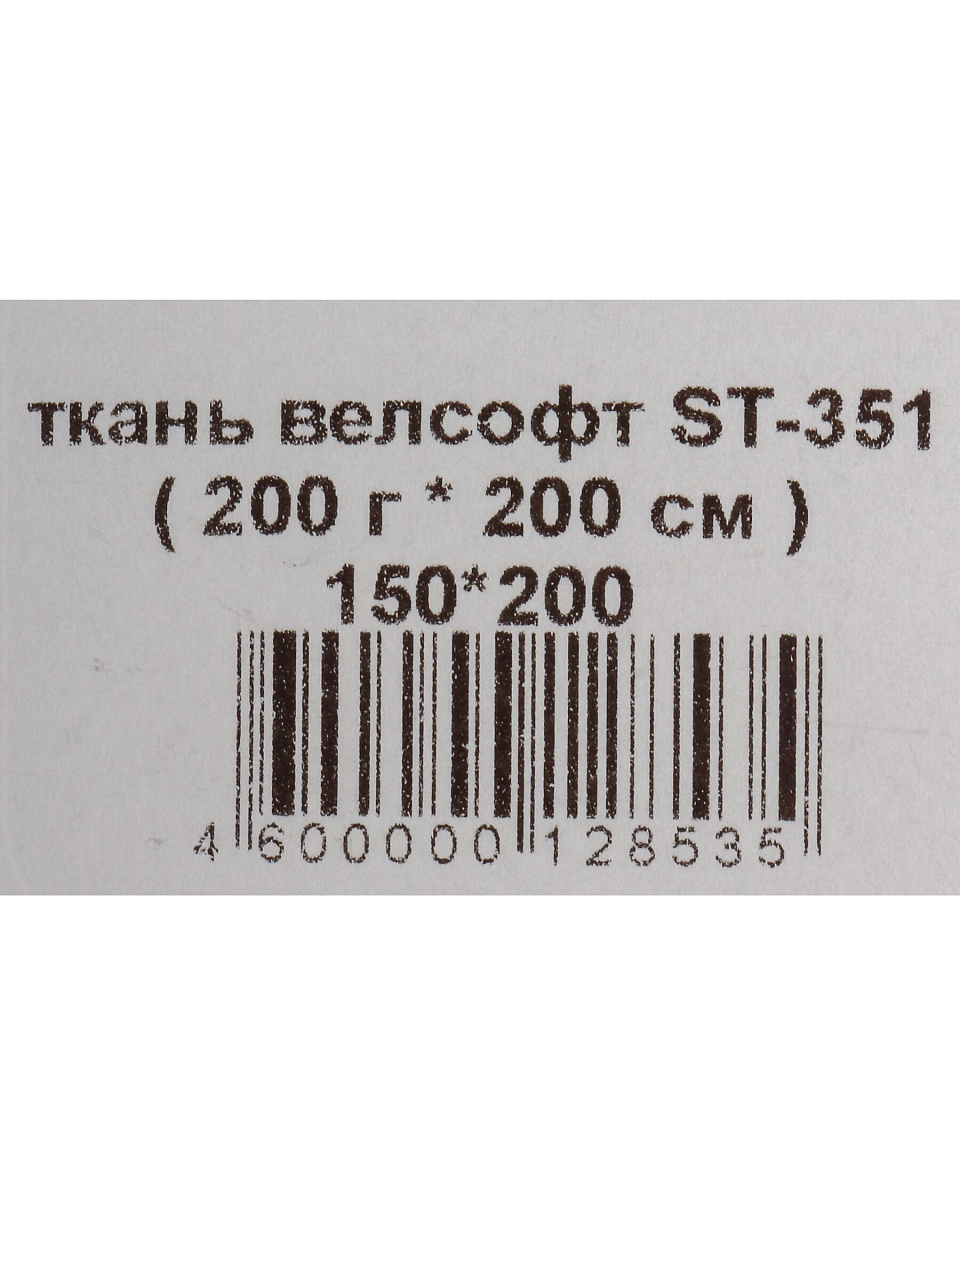 ткань велсофт ST-351
( 200 г * 200 см )
150*200
4 600000 128535